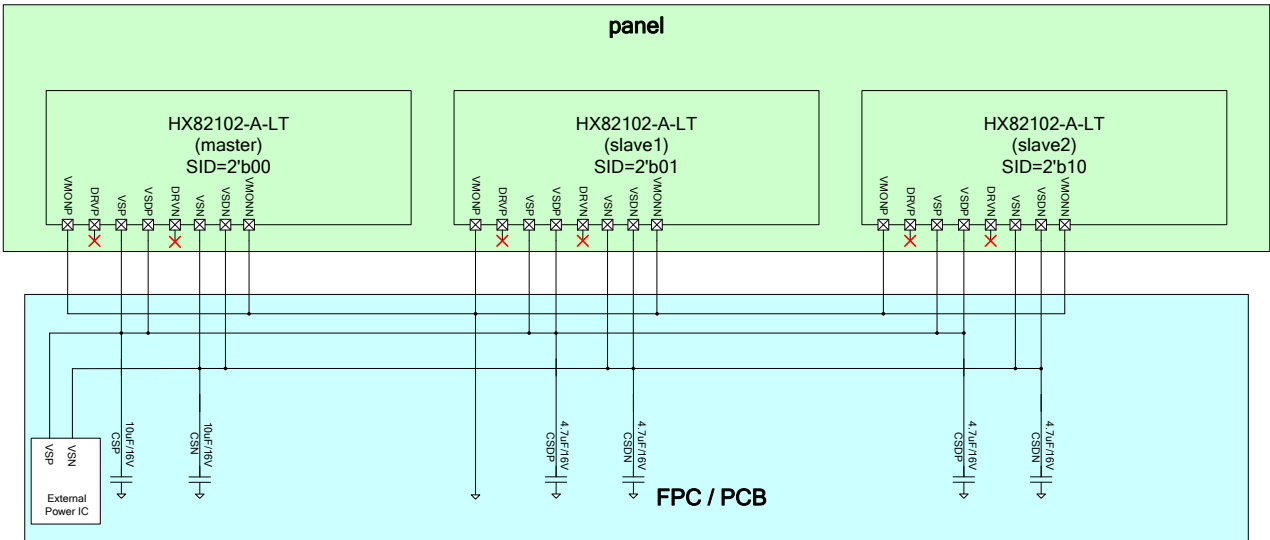 panel
HX82102-A-LT
(master)
SID=2'b00
VMONP
DRVP
VSP
VSDP
DRVN
VSN
VSDN
VMONN
HX82102-A-LT
(slave1)
SID=2'b01
VMONP
DRVP
VSP
VSDP
DRVN
VSN
VSDN
VMONN
HX82102-A-LT
(slave2)
SID=2'b10
VMONP
DRVP
VSP
VSDP
DRVN
VSN
VSDN
VMONN
VSP
VSN
External
Power IC
10uF/16V
CSP
10uF/16V
CSN
4.7uF/16V
CSDP
4.7uF/16V
CSDN
4.7uF/16V
CSDP
4.7uF/16V
CSDN
FPC / PCB